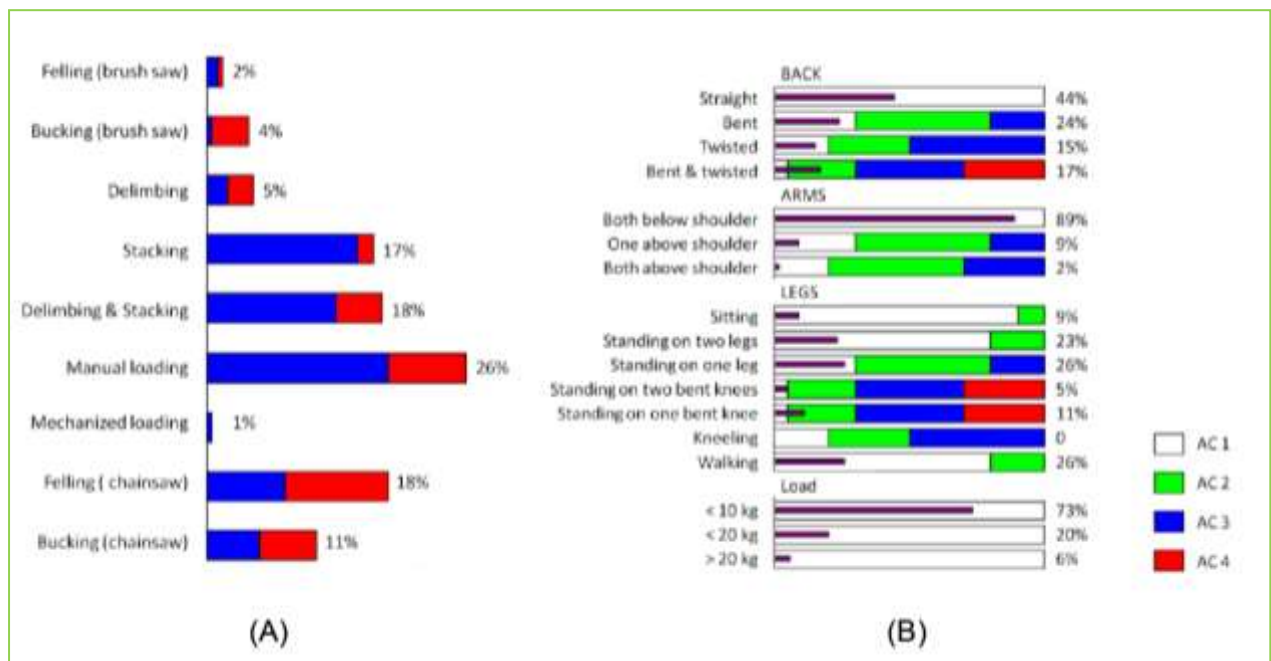 Felling (brush saw) 2%
Bucking (brush saw) 4%
Delimbing 5%
Stacking 17%
Delimbing & Stacking 18%
Manual loading 26%
Mechanized loading 1%
Felling ( chainsaw) 18%
Bucking (chainsaw) 11%
(A)
BACK
Straight 44%
Bent 24%
Twisted 15%
Bent & twisted 17%
ARMS
Both below shoulder 89%
One above shoulder 9%
Both above shoulder 2%
LEGS
Sitting 9%
Standing on two legs 23%
Standing on one leg 26%
Standing on two bent knees 5%
Standing on one bent knee 11%
Kneeling 0
Walking 26%
Load
< 10 kg 73%
< 20 kg 20%
> 20 kg 6%
(B)
AC 1
AC 2
AC 3
AC 4